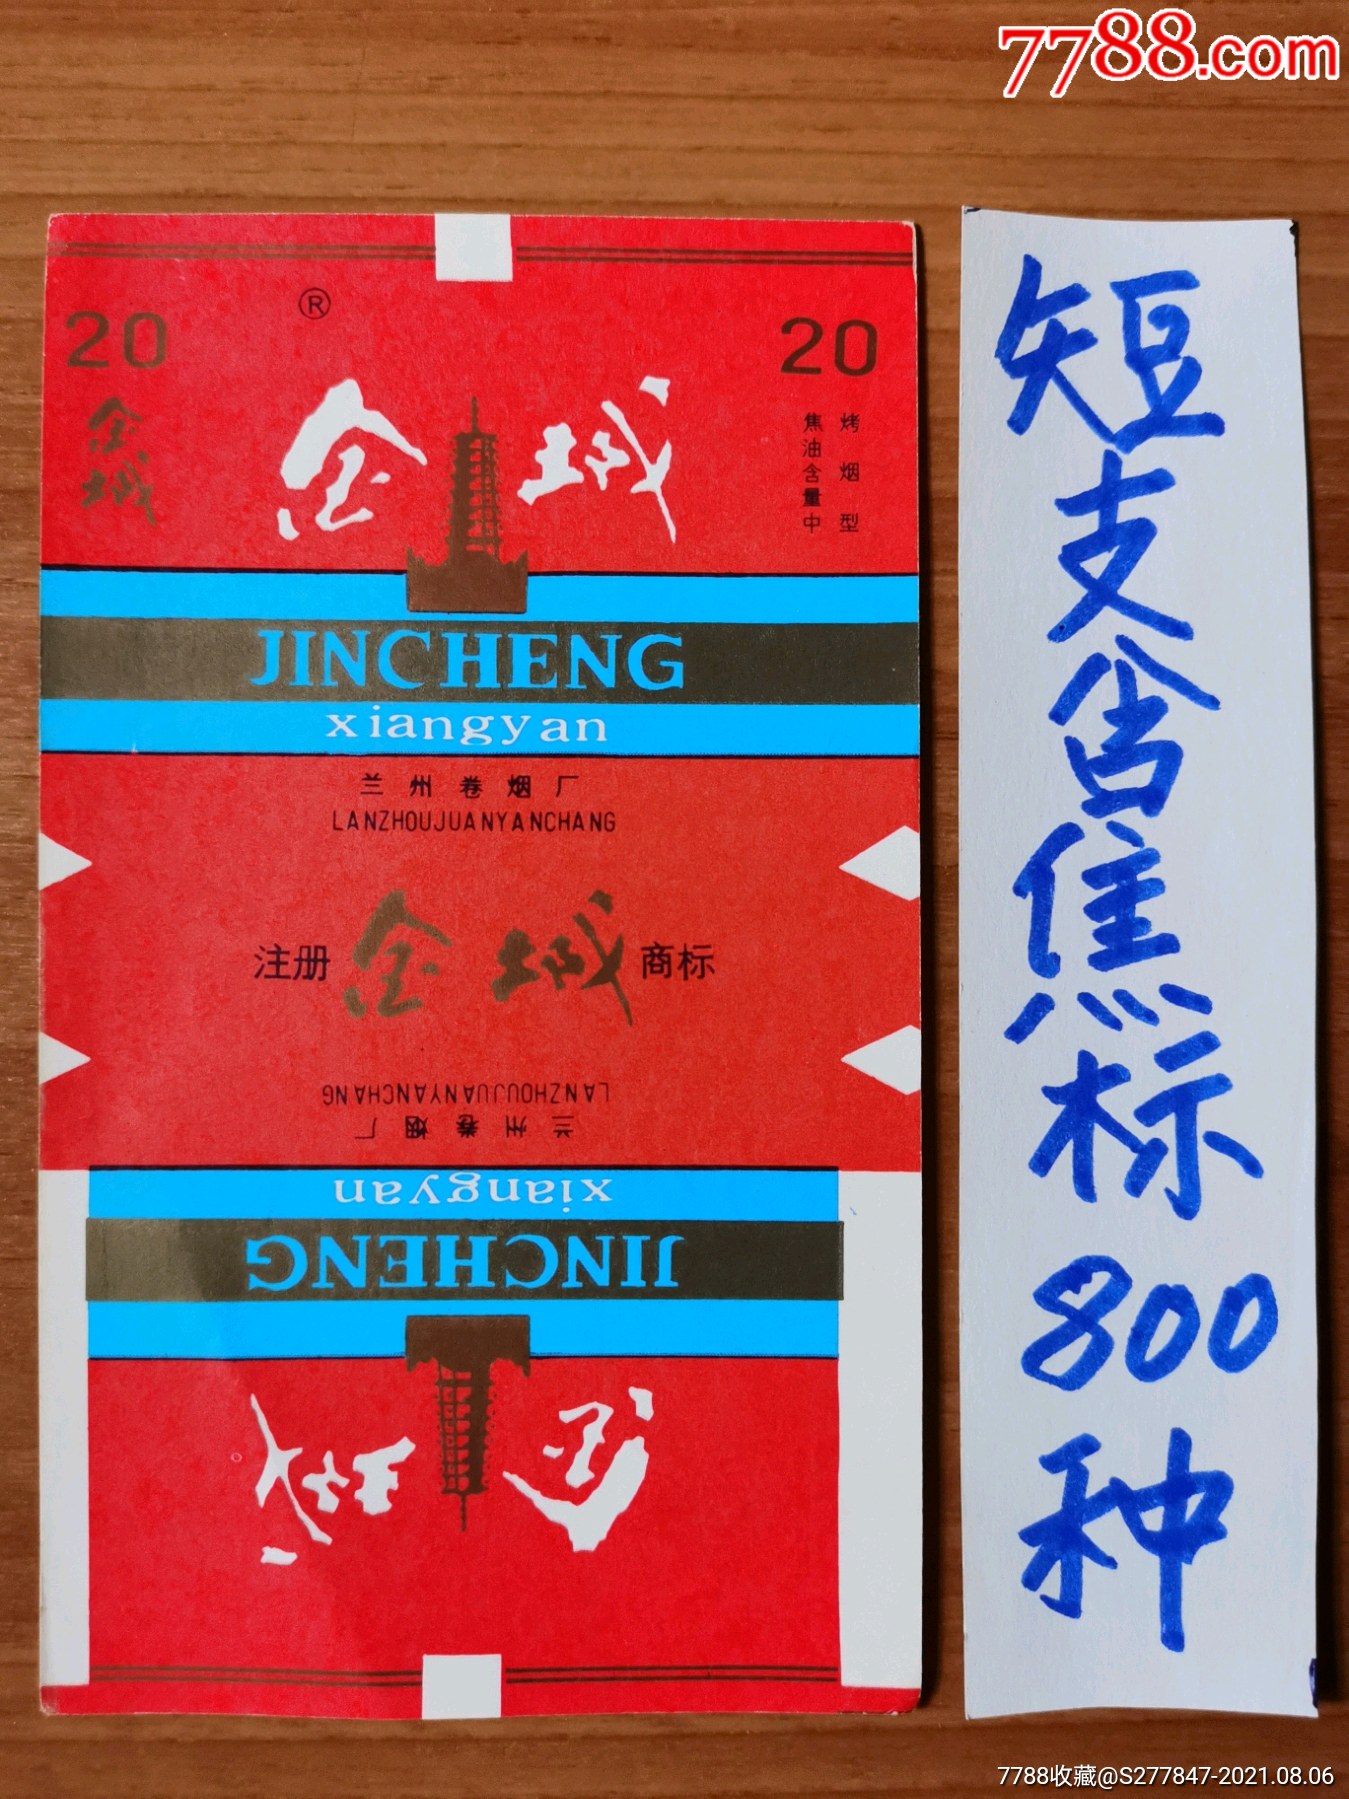 7788.com
20
®
20
金城
金城
焦油含量中
烤烟型
JINCHENG
xiangyan
兰州卷烟厂
LANZHOUJUANYANCHANG
注册 金城 商标
LANZHOUJUANYANCHANG
兰州卷烟厂
xiangyan
JINCHENG
金城
短支含焦标800种
7788收藏@S277847-2021.08.06